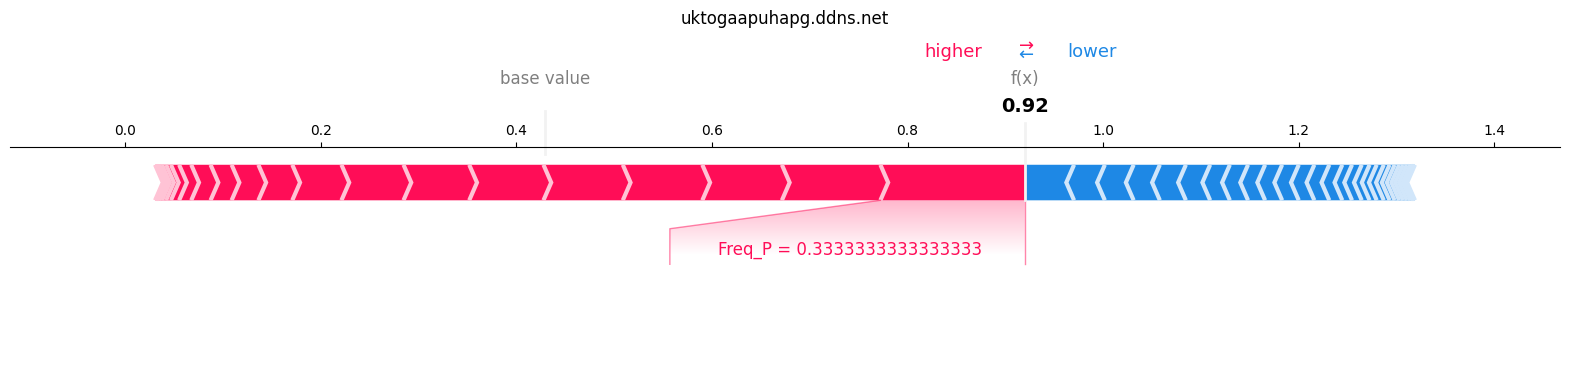 uktogaapuhapg.ddns.net
higher ⇄ lower
base value f(x)
0.92
0.0 0.2 0.4 0.6 0.8 1.0 1.2 1.4
Freq_P = 0.3333333333333333